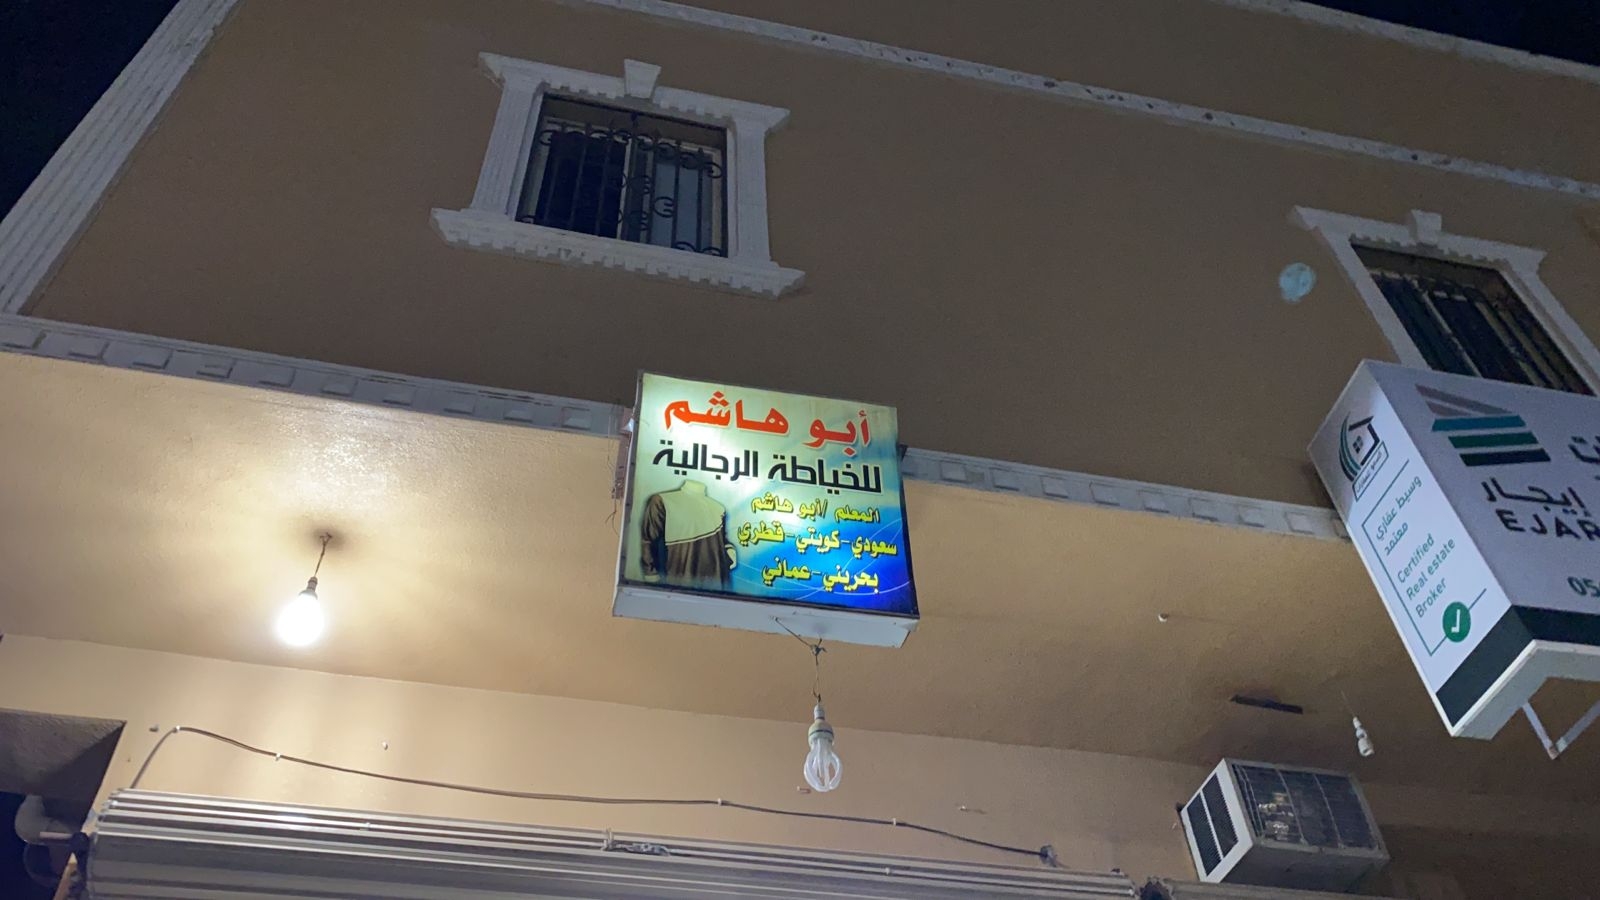 أبو هاشم
للخياطة الرجالية
المعلم / أبو هاشم
سعودي - كويتي - قطري
بحريني - عماني
وسيط عقاري
معتمد
Certified
Real estate
Broker
إيجار
EJAR
05